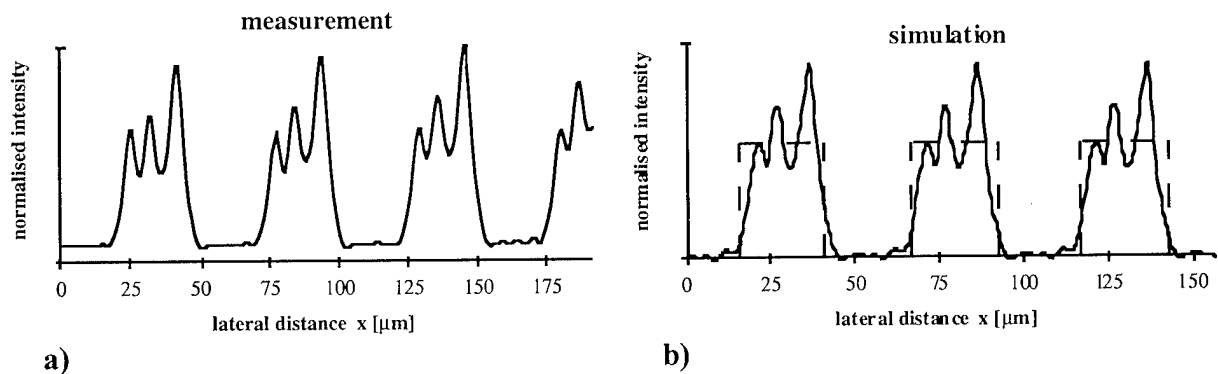 measurement
normalised intensity
0 25 50 75 100 125 150 175
lateral distance x [µm]
a)
simulation
normalised intensity
0 25 50 75 100 125 150
lateral distance x [µm]
b)